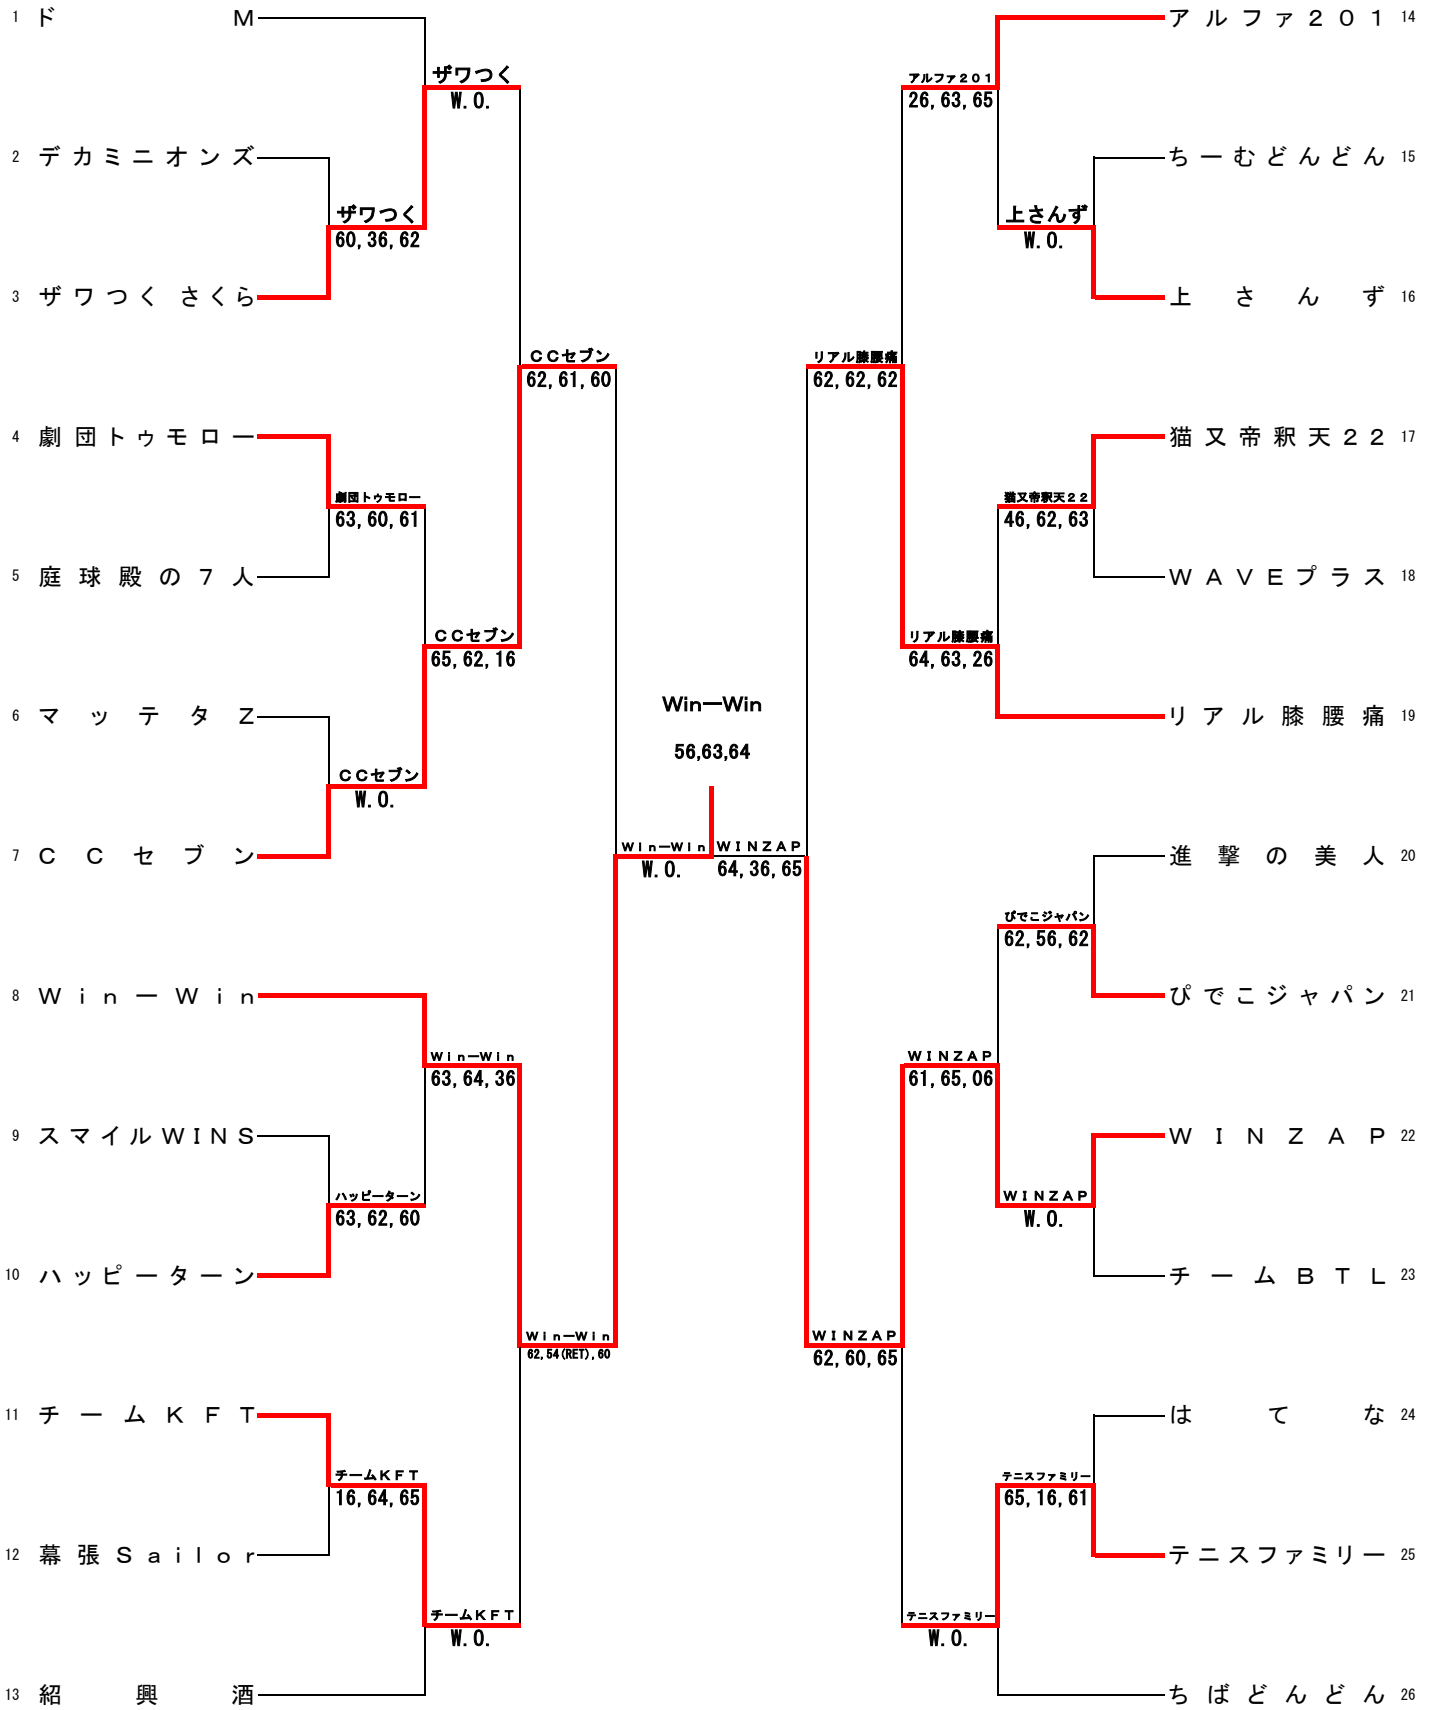 1 ドM
2 デカミニオンズ
3 ザワつくさくら
4 劇団トゥモロー
5 庭球殿の7人
6 マッテタZ
7 CCセブン
8 Win―Win
9 スマイルWINS
10 ハッピーターン
11 チームKFT
12 幕張Sailor
13 紹興酒
ザワつく
60,36,62
劇団トゥモロー
63,60,61
CCセブン
W.O.
ハッピーターン
63,62,60
チームKFT
16,64,65
ザワつく
W.O.
CCセブン
65,62,16
Win―Win
63,64,36
チームKFT
W.O.
CCセブン
62,61,60
Win―Win
62,54(RET),60
Win―Win
W.O.
Win―Win
56,63,64
WINZAP
64,36,65
リアル膝腰痛
62,62,62
WINZAP
62,60,65
アルファ201
26,63,65
リアル膝腰痛
64,63,26
WINZAP
61,65,06
テニスファミリー
W.O.
上さんず
W.O.
猫又帝釈天22
46,62,63
ぴでこジャパン
62,56,62
WINZAP
W.O.
テニスファミリー
65,16,61
アルファ201 14
ちーむどんどん 15
上さんず 16
猫又帝釈天22 17
WAVEプラス 18
リアル膝腰痛 19
進撃の美人 20
ぴでこジャパン 21
WINZAP 22
チームBTL 23
はてな 24
テニスファミリー 25
ちばどんどん 26